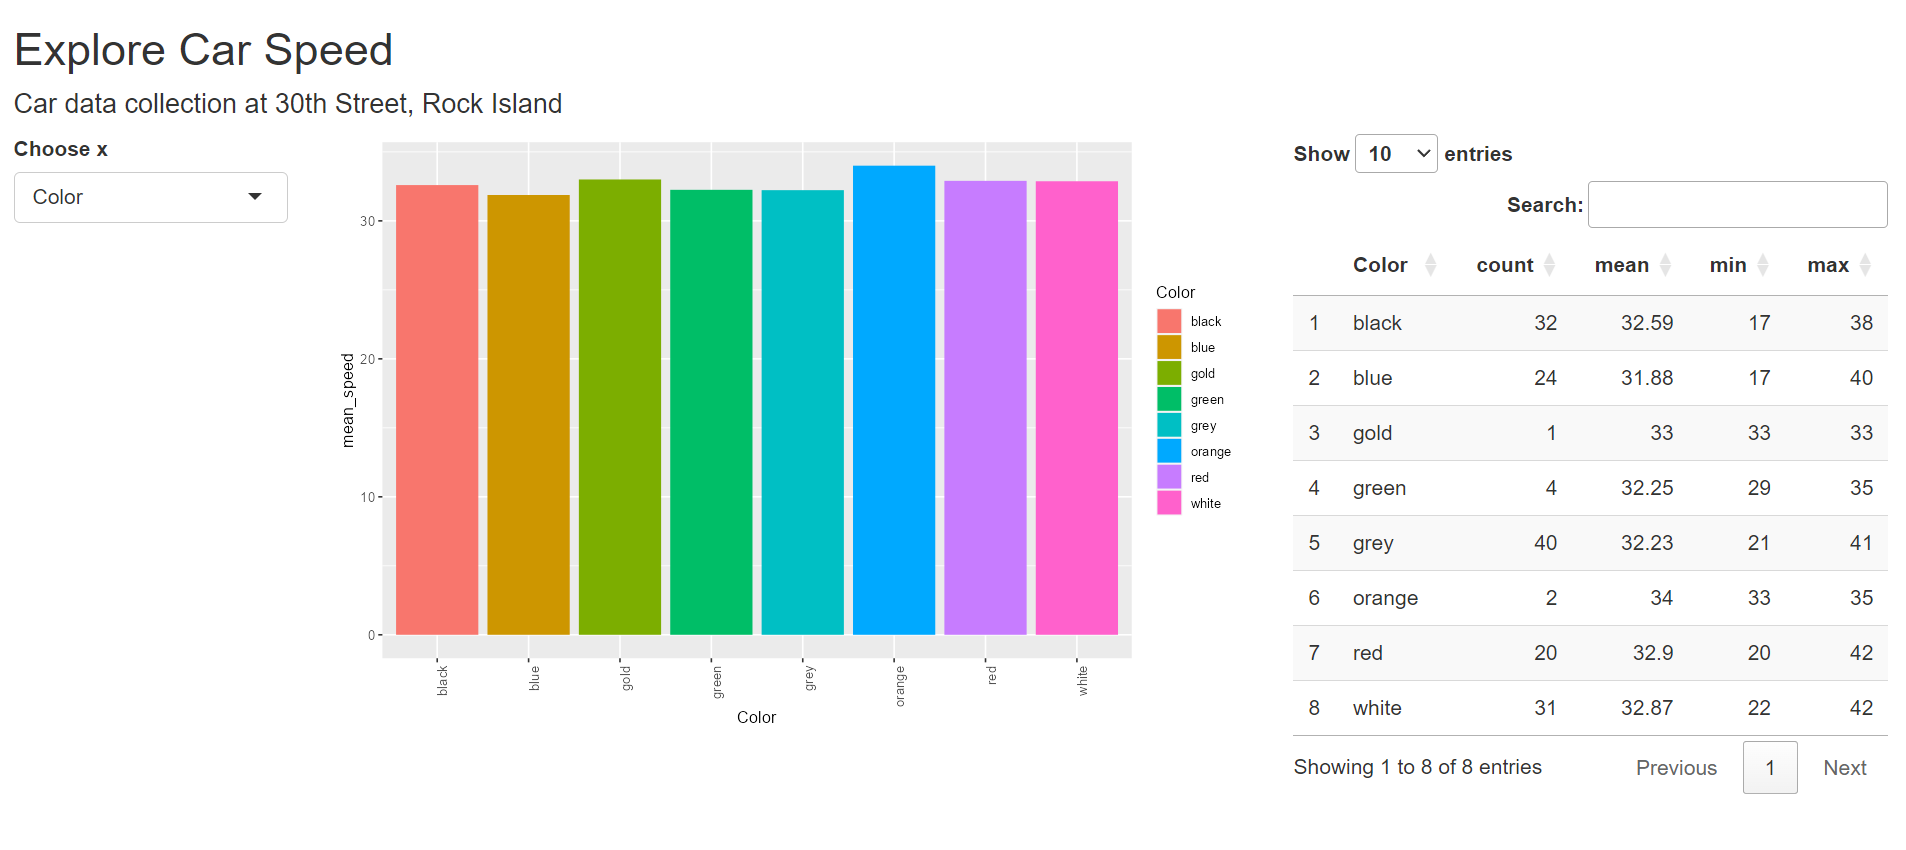 Explore Car Speed
Car data collection at 30th Street, Rock Island
Choose x
Color
mean_speed
30
20
10
0
black
blue
gold
green
grey
orange
red
white
Color
Color
black
blue
gold
green
grey
orange
red
white
Show 10 entries
Search:
Color count mean min max
1 black 32 32.59 17 38
2 blue 24 31.88 17 40
3 gold 1 33 33 33
4 green 4 32.25 29 35
5 grey 40 32.23 21 41
6 orange 2 34 33 35
7 red 20 32.9 20 42
8 white 31 32.87 22 42
Showing 1 to 8 of 8 entries
Previous 1 Next